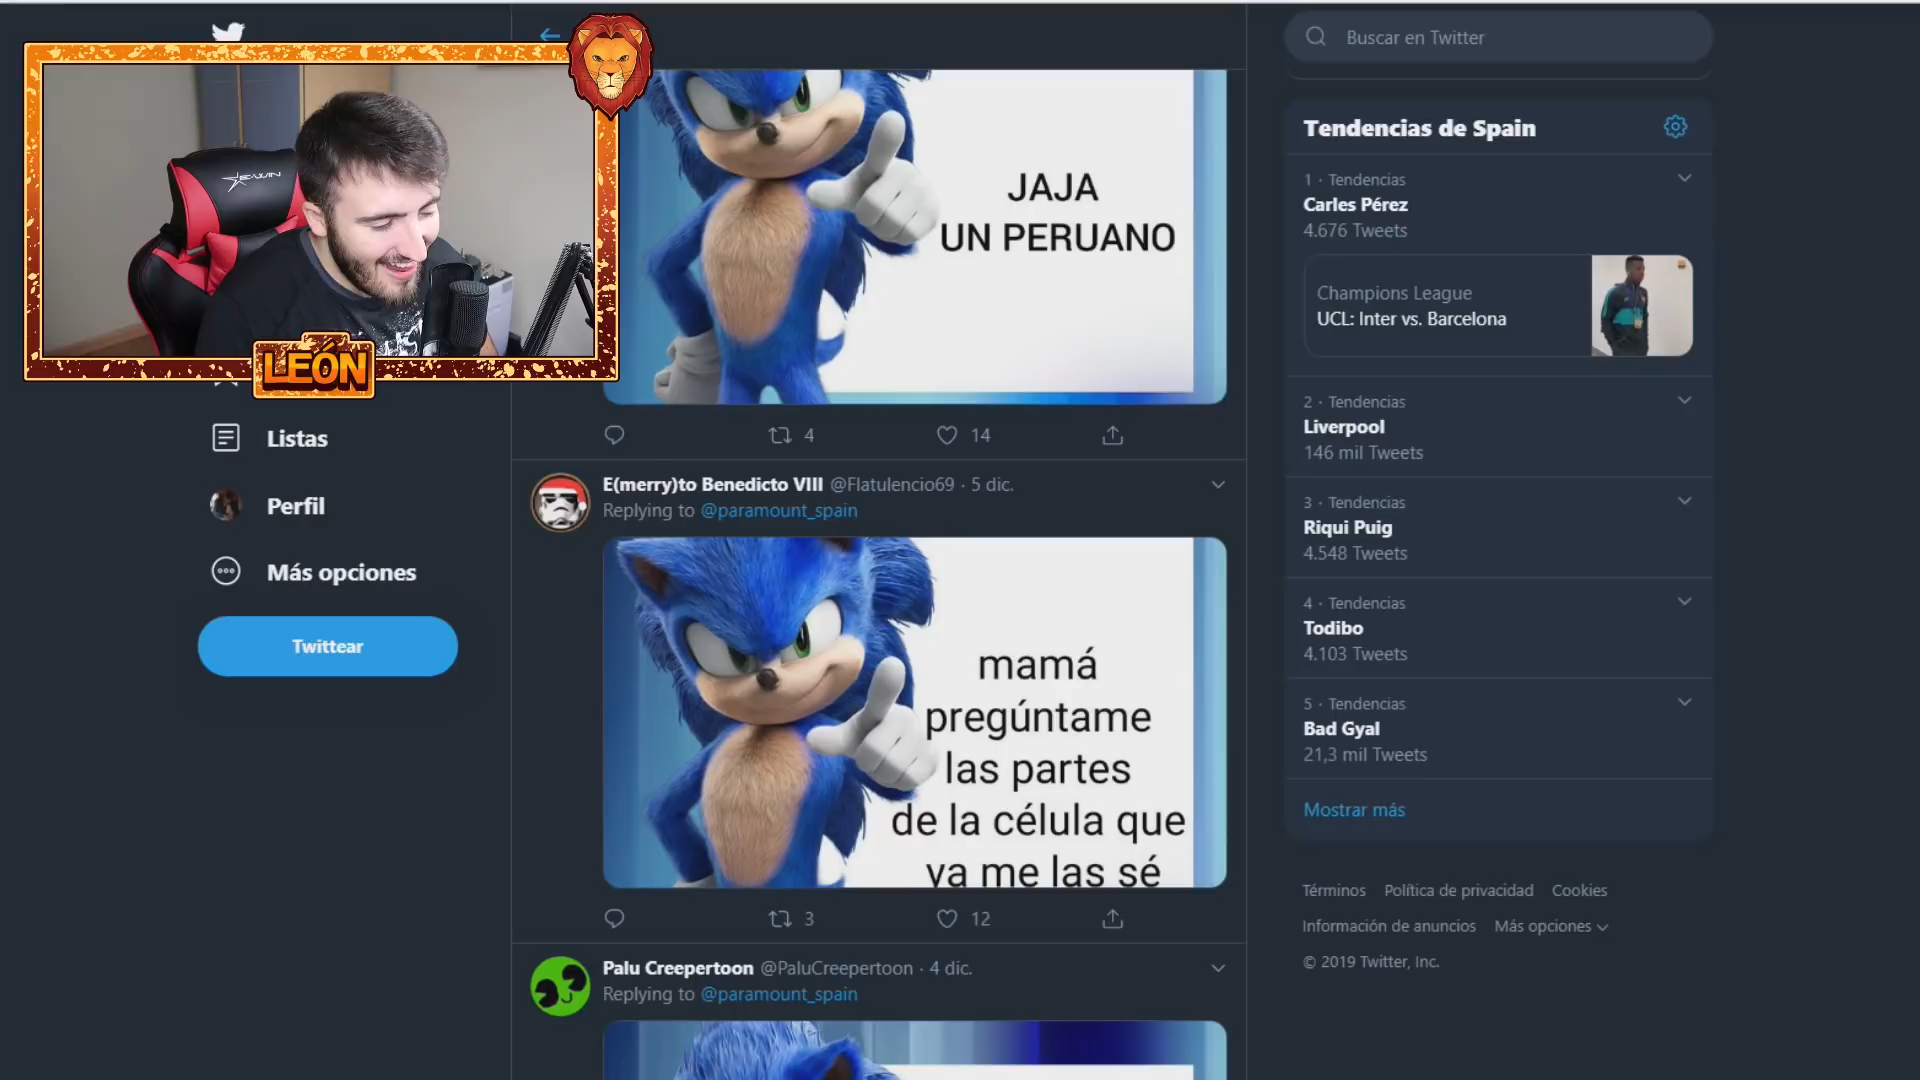 EWIN
LEÓN
Listas
Perfil
Más opciones
Twittear
JAJA
UN PERUANO
4
14
E(merry)to Benedicto VIII @Flatulencio69 · 5 dic.
Replying to @paramount_spain
mamá
pregúntame
las partes
de la célula que
ya me las sé
3
12
Palu Creepertoon @PaluCreepertoon · 4 dic.
Replying to @paramount_spain
Buscar en Twitter
Tendencias de Spain
1 · Tendencias
Carles Pérez
4.676 Tweets
Champions League
UCL: Inter vs. Barcelona
2 · Tendencias
Liverpool
146 mil Tweets
3 · Tendencias
Riqui Puig
4.548 Tweets
4 · Tendencias
Todibo
4.103 Tweets
5 · Tendencias
Bad Gyal
21,3 mil Tweets
Mostrar más
Términos Política de privacidad Cookies
Información de anuncios Más opciones
© 2019 Twitter, Inc.